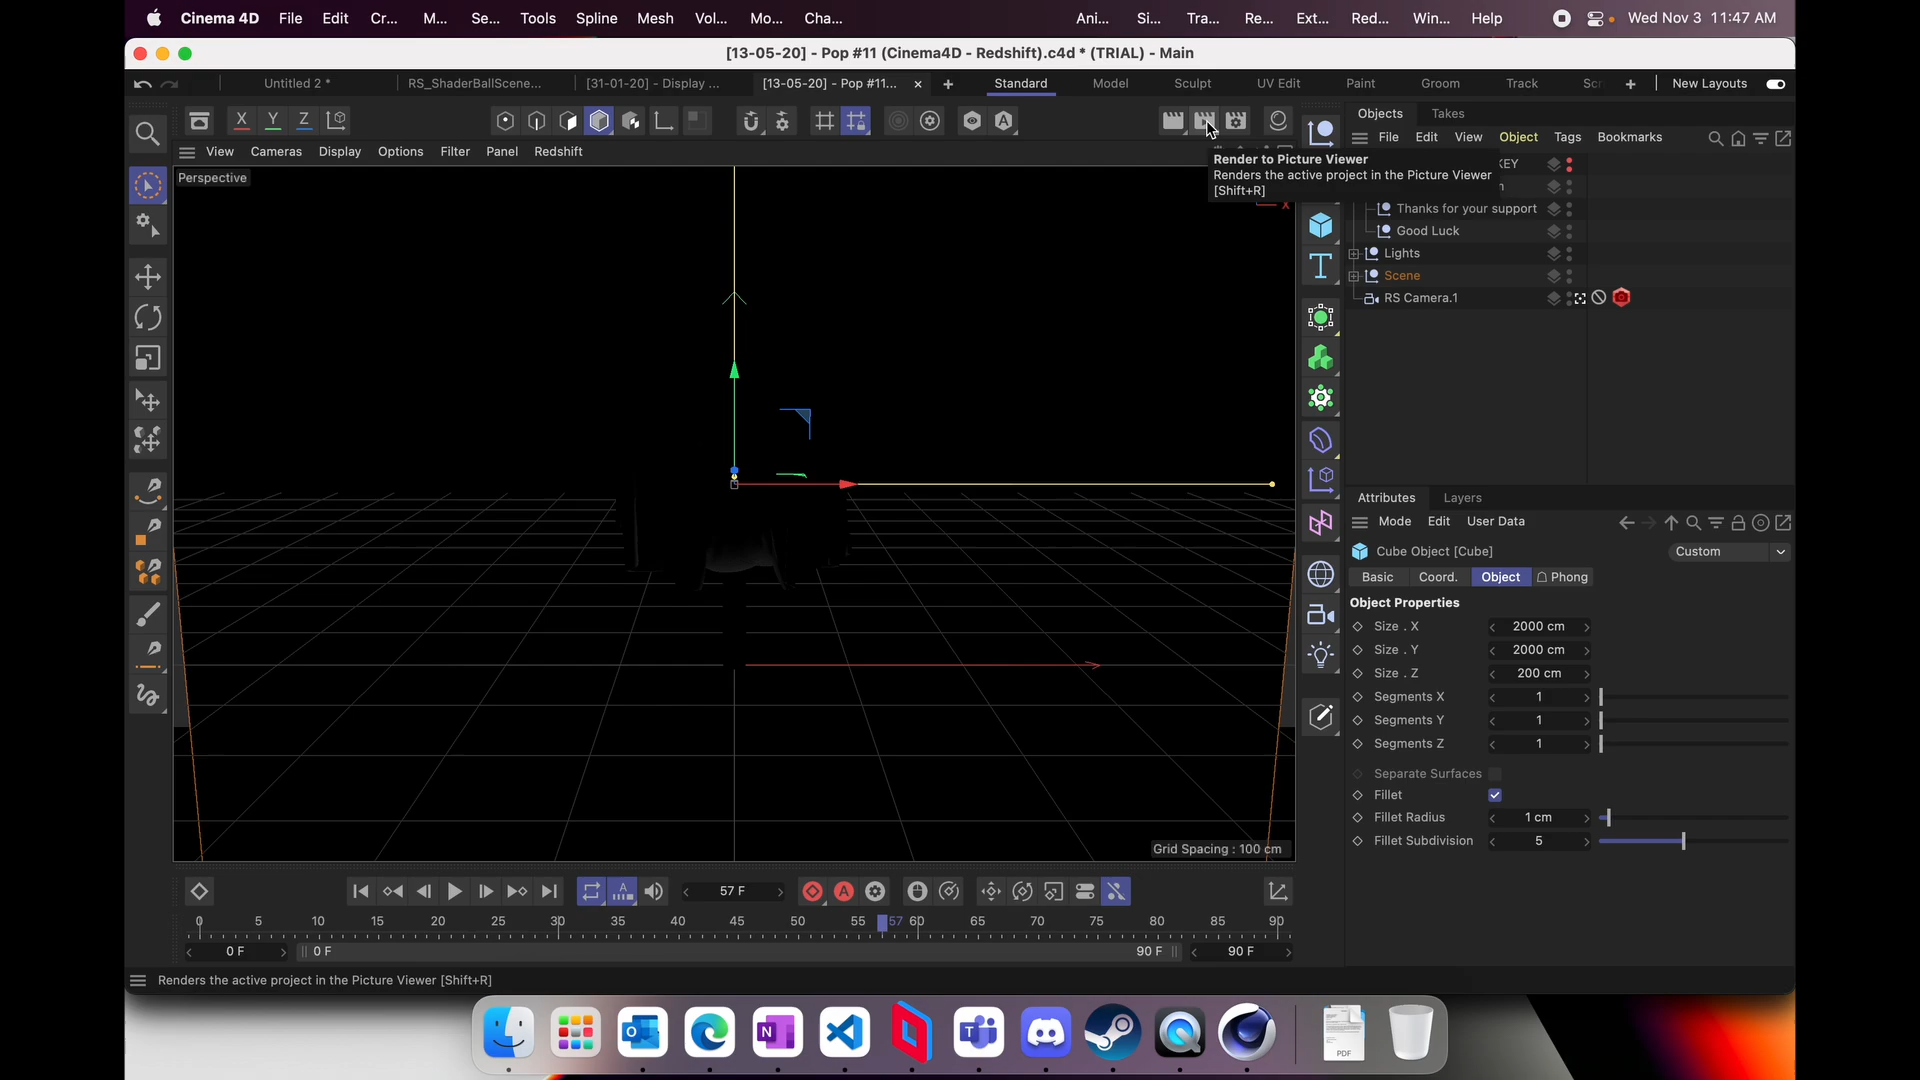 Cinema 4D File Edit Cr... M... Se... Tools Spline Mesh Vol... Mo... Cha... Ani... Si... Tra... Re... Ext... Red... Win... Help Wed Nov 3 11:47 AM
[13-05-20] - Pop #11 (Cinema4D - Redshift).c4d * (TRIAL) - Main
Untitled 2 * RS_ShaderBallScene... [31-01-20] - Display ... [13-05-20] - Pop #11... Standard Model Sculpt UV Edit Paint Groom Track Scr New Layouts
X Y Z A
Objects Takes
File Edit View Object Tags Bookmarks
View Cameras Display Options Filter Panel Redshift
Render to Picture Viewer
Renders the active project in the Picture Viewer
[Shift+R]
KEY
n
Perspective
X
Thanks for your support
Good Luck
Lights
Scene
RS Camera.1
Attributes Layers
Mode Edit User Data
Cube Object [Cube] Custom
Basic Coord. Object Phong
Object Properties
Size . X 2000 cm
Size . Y 2000 cm
Size . Z 200 cm
Segments X 1
Segments Y 1
Segments Z 1
Separate Surfaces
Fillet
Fillet Radius 1 cm
Fillet Subdivision 5
Grid Spacing : 100 cm
A 57 F A
0 5 10 15 20 25 30 35 40 45 50 55 57 60 65 70 75 80 85 90
0 F 0 F 90 F 90 F
Renders the active project in the Picture Viewer [Shift+R]
PDF